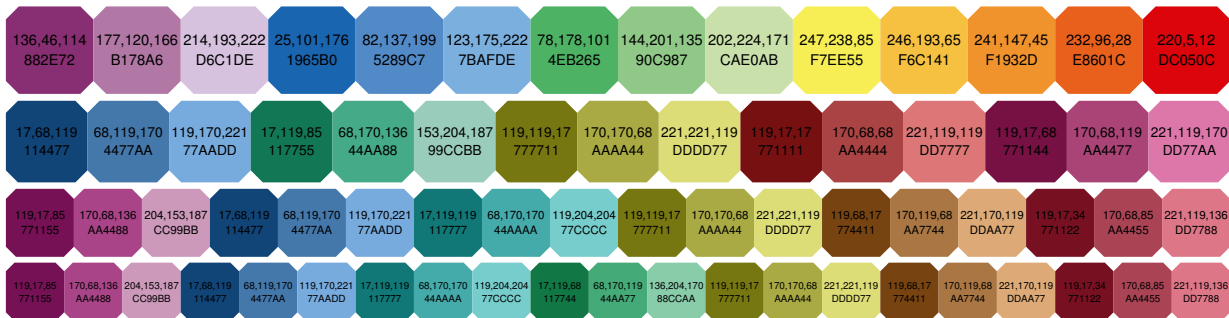 136,46,114 177,120,166 214,193,222 25,101,176 82,137,199 123,175,222 78,178,101 144,201,135 202,224,171 247,238,85 246,193,65 241,147,45 232,96,28 220,5,12
882E72 B178A6 D6C1DE 1965B0 5289C7 7BAFDE 4EB265 90C987 CAE0AB F7EE55 F6C141 F1932D E8601C DC050C
17,68,119 68,119,170 119,170,221 17,119,85 68,170,136 153,204,187 119,119,17 170,170,68 221,221,119 119,17,17 170,68,68 221,119,119 119,17,68 170,68,119 221,119,170
114477 4477AA 77AADD 117755 44AA88 99CCBB 777711 AAAA44 DDDD77 771111 AA4444 DD7777 771144 AA4477 DD77AA
119,17,85 170,68,136 204,153,187 17,68,119 68,119,170 119,170,221 17,119,119 68,170,170 119,204,204 119,119,17 170,170,68 221,221,119 119,68,17 170,119,68 221,170,119 119,17,34 170,68,85 221,119,136
771155 AA4488 CC99BB 114477 4477AA 77AADD 117777 44AAAA 77CCCC 777711 AAAA44 DDDD77 774411 AA7744 DDAA77 771122 AA4455 DD7788
119,17,85 170,68,136 204,153,187 17,68,119 68,119,170 119,170,221 17,119,119 68,170,170 119,204,204 17,119,68 68,170,119 136,204,170 119,119,17 170,170,68 221,221,119 119,68,17 170,119,68 221,170,119 119,17,34 170,68,85 221,119,136
771155 AA4488 CC99BB 114477 4477AA 77AADD 117777 44AAAA 77CCCC 117744 44AA77 88CCAA 777711 AAAA44 DDDD77 774411 AA7744 DDAA77 771122 AA4455 DD7788